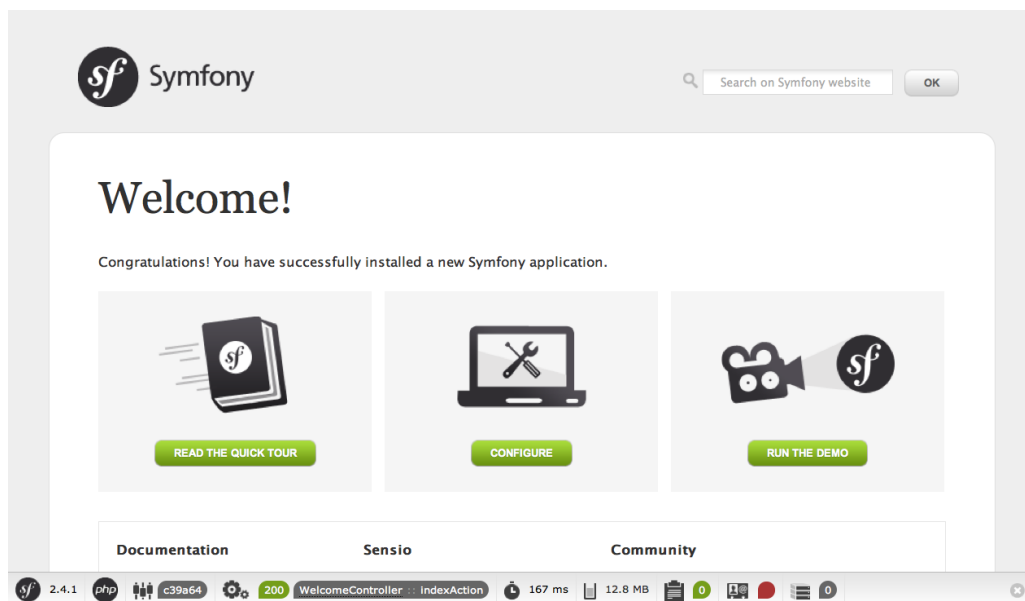 sf Symfony
Search on Symfony website OK
Welcome!
Congratulations! You have successfully installed a new Symfony application.
sf
sf
READ THE QUICK TOUR CONFIGURE RUN THE DEMO
Documentation Sensio Community
sf 2.4.1 php c39a64 200 WelcomeController :: indexAction 167 ms 12.8 MB 0 0